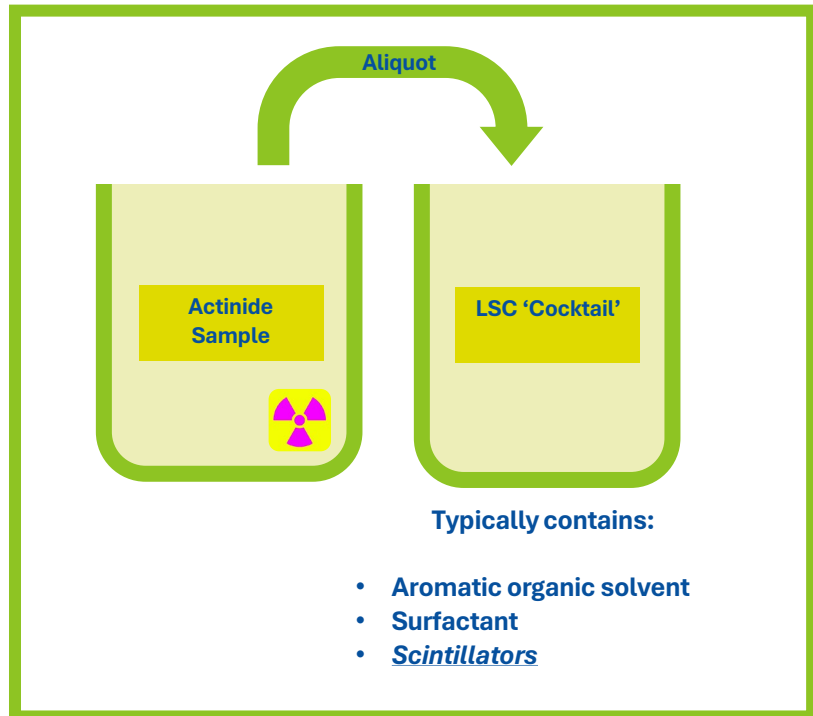 Aliquot
Actinide
Sample
LSC ‘Cocktail’
Typically contains:
• Aromatic organic solvent
• Surfactant
• Scintillators